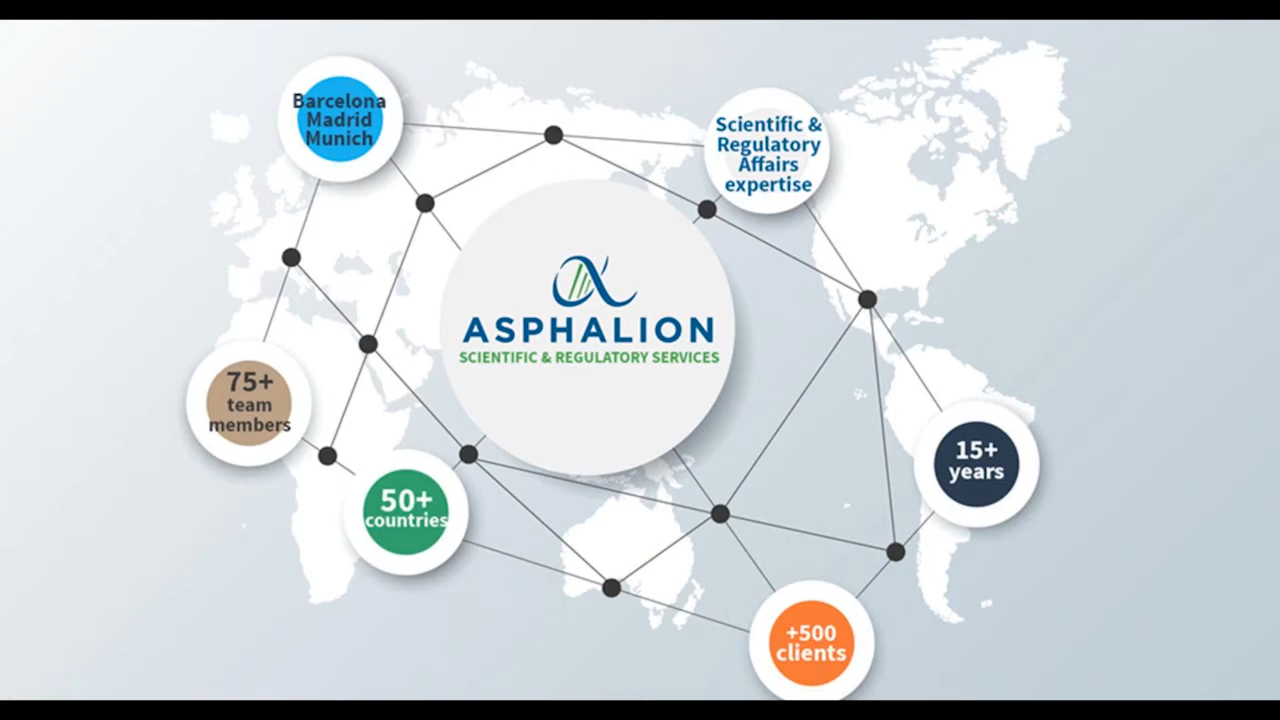 Barcelona
Madrid
Munich
Scientific &
Regulatory
Affairs
expertise
ASPHALION
SCIENTIFIC & REGULATORY SERVICES
75+
team
members
15+
years
50+
countries
+500
clients